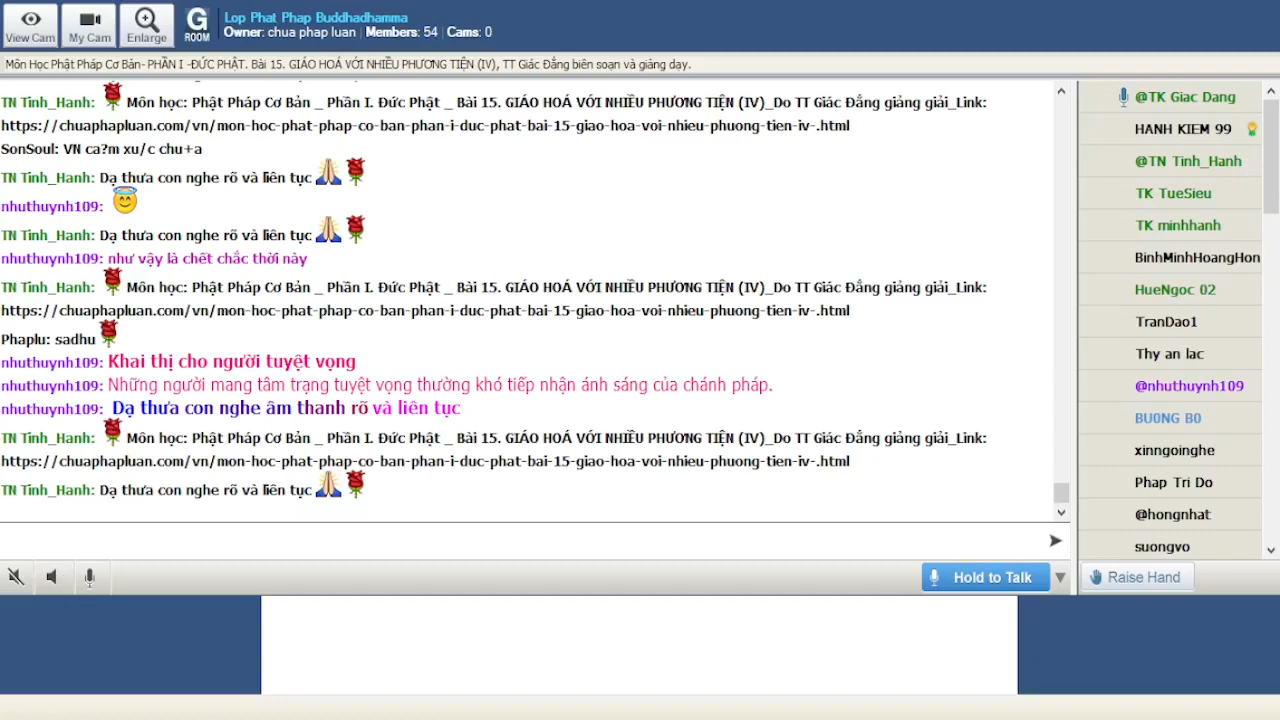 View Cam
My Cam
Enlarge
G
ROOM
Lop Phat Phap Buddhadhamma
Owner: chua phap luan | Members: 54 | Cams: 0
Môn Học Phật Pháp Cơ Bản- PHẦN I -ĐỨC PHẬT. Bài 15. GIÁO HOÁ VỚI NHIỀU PHƯƠNG TIỆN (IV), TT Giác Đẳng biên soạn và giảng dạy.
TN Tinh_Hanh: Môn học: Phật Pháp Cơ Bản _ Phần I. Đức Phật _ Bài 15. GIÁO HOÁ VỚI NHIỀU PHƯƠNG TIỆN (IV)_Do TT Giác Đẳng giảng giải_Link:
https://chuaphapluan.com/vn/mon-hoc-phat-phap-co-ban-phan-i-duc-phat-bai-15-giao-hoa-voi-nhieu-phuong-tien-iv-.html
SonSoul: VN ca?m xu/c chu+a
TN Tinh_Hanh: Dạ thưa con nghe rõ và liên tục
nhuthuynh109:
TN Tinh_Hanh: Dạ thưa con nghe rõ và liên tục
nhuthuynh109: như vậy là chết chắc thời này
TN Tinh_Hanh: Môn học: Phật Pháp Cơ Bản _ Phần I. Đức Phật _ Bài 15. GIÁO HOÁ VỚI NHIỀU PHƯƠNG TIỆN (IV)_Do TT Giác Đẳng giảng giải_Link:
https://chuaphapluan.com/vn/mon-hoc-phat-phap-co-ban-phan-i-duc-phat-bai-15-giao-hoa-voi-nhieu-phuong-tien-iv-.html
Phaplu: sadhu
nhuthuynh109: Khai thị cho người tuyệt vọng
nhuthuynh109: Những người mang tâm trạng tuyệt vọng thường khó tiếp nhận ánh sáng của chánh pháp.
nhuthuynh109: Dạ thưa con nghe âm thanh rõ và liên tục
TN Tinh_Hanh: Môn học: Phật Pháp Cơ Bản _ Phần I. Đức Phật _ Bài 15. GIÁO HOÁ VỚI NHIỀU PHƯƠNG TIỆN (IV)_Do TT Giác Đẳng giảng giải_Link:
https://chuaphapluan.com/vn/mon-hoc-phat-phap-co-ban-phan-i-duc-phat-bai-15-giao-hoa-voi-nhieu-phuong-tien-iv-.html
TN Tinh_Hanh: Dạ thưa con nghe rõ và liên tục
Hold to Talk
@TK Giac Dang
HANH KIEM 99
@TN Tinh_Hanh
TK TueSieu
TK minhhanh
BinhMinhHoangHon
HueNgoc 02
TranDao1
Thy an lac
@nhuthuynh109
BU0NG B0
xinngoinghe
Phap Tri Do
@hongnhat
suongvo
Raise Hand